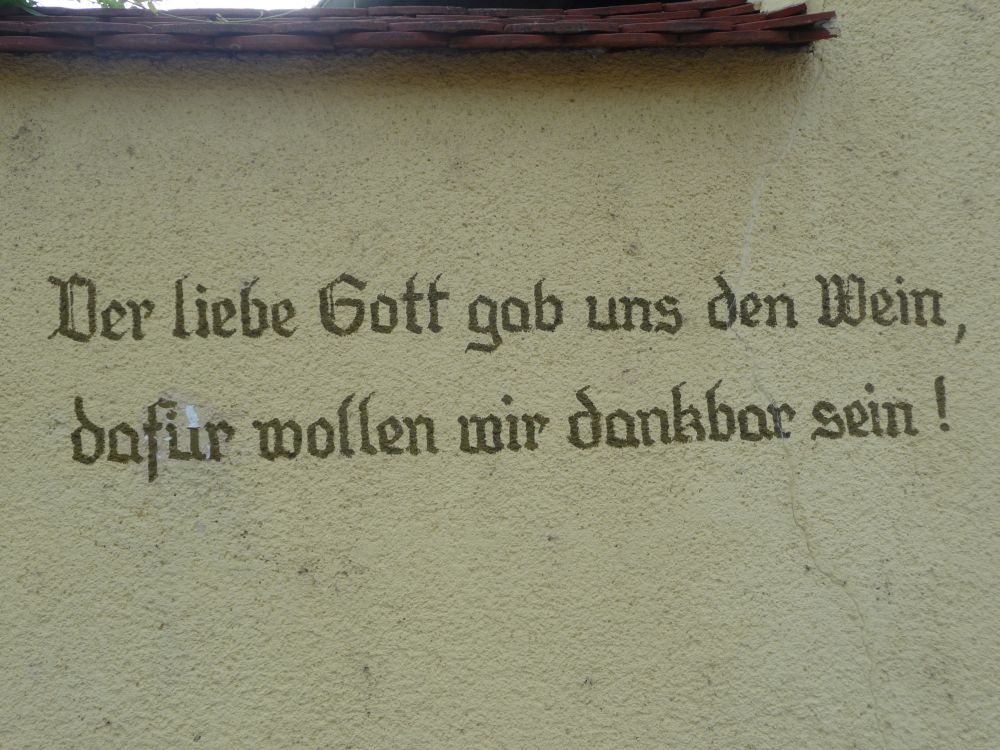 Der liebe Gott gab uns den Wein,
dafür wollen wir dankbar sein!